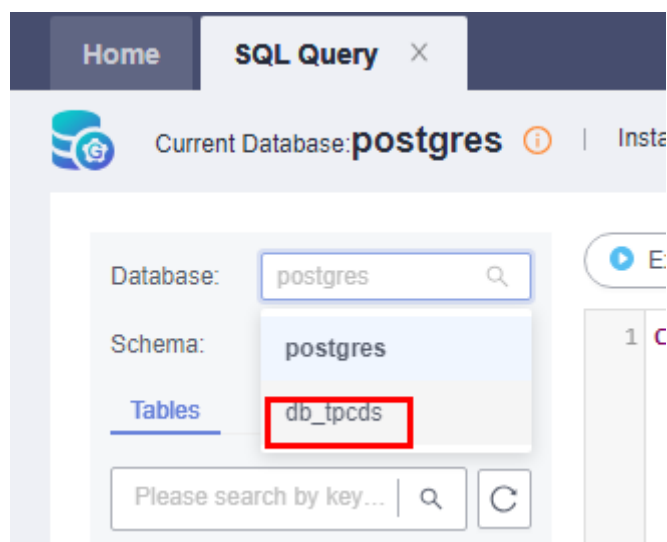 Home SQL Query ×
Current Database:postgres | Insta
Database: postgres
Schema: postgres
db_tpcds
Tables
Please search by key...
1